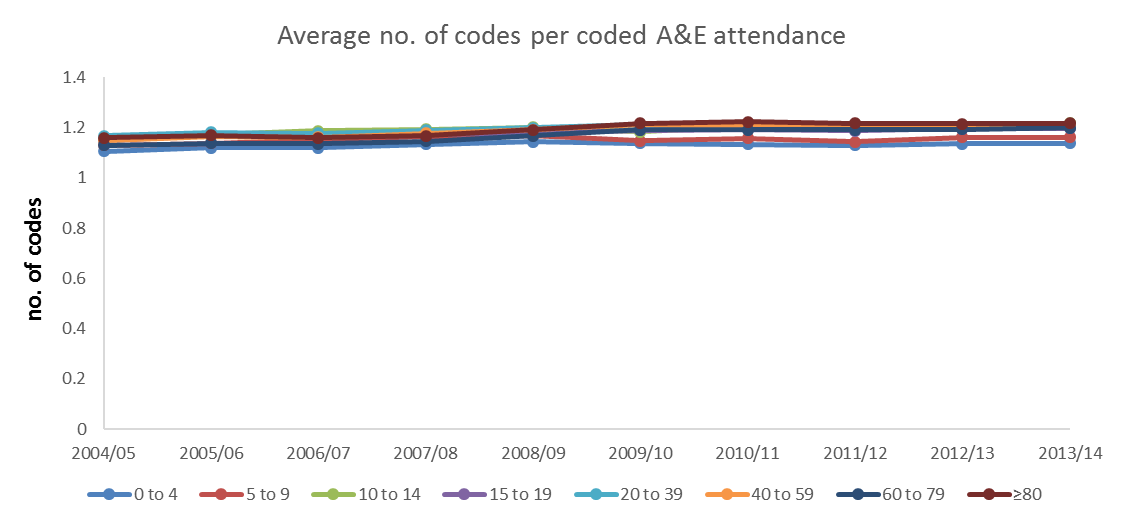 Average no. of codes per coded A&E attendance
1.4
1.2
1
0.8
0.6
0.4
0.2
0
no. of codes
2004/05 2005/06 2006/07 2007/08 2008/09 2009/10 2010/11 2011/12 2012/13 2013/14
0 to 4 5 to 9 10 to 14 15 to 19 20 to 39 40 to 59 60 to 79 ≥80